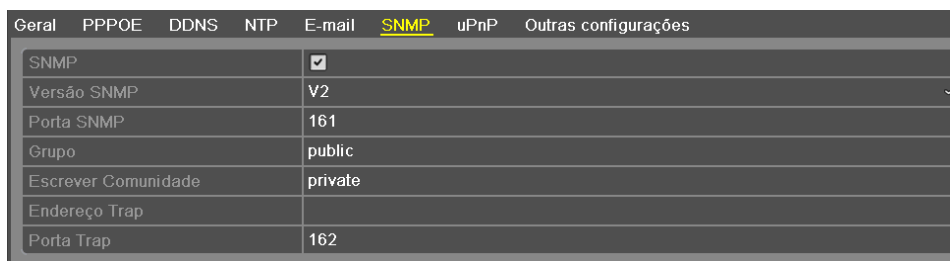 Geral PPPOE DDNS NTP E-mail SNMP uPnP Outras configurações
SNMP
Versão SNMP V2
Porta SNMP 161
Grupo public
Escrever Comunidade private
Endereço Trap
Porta Trap 162